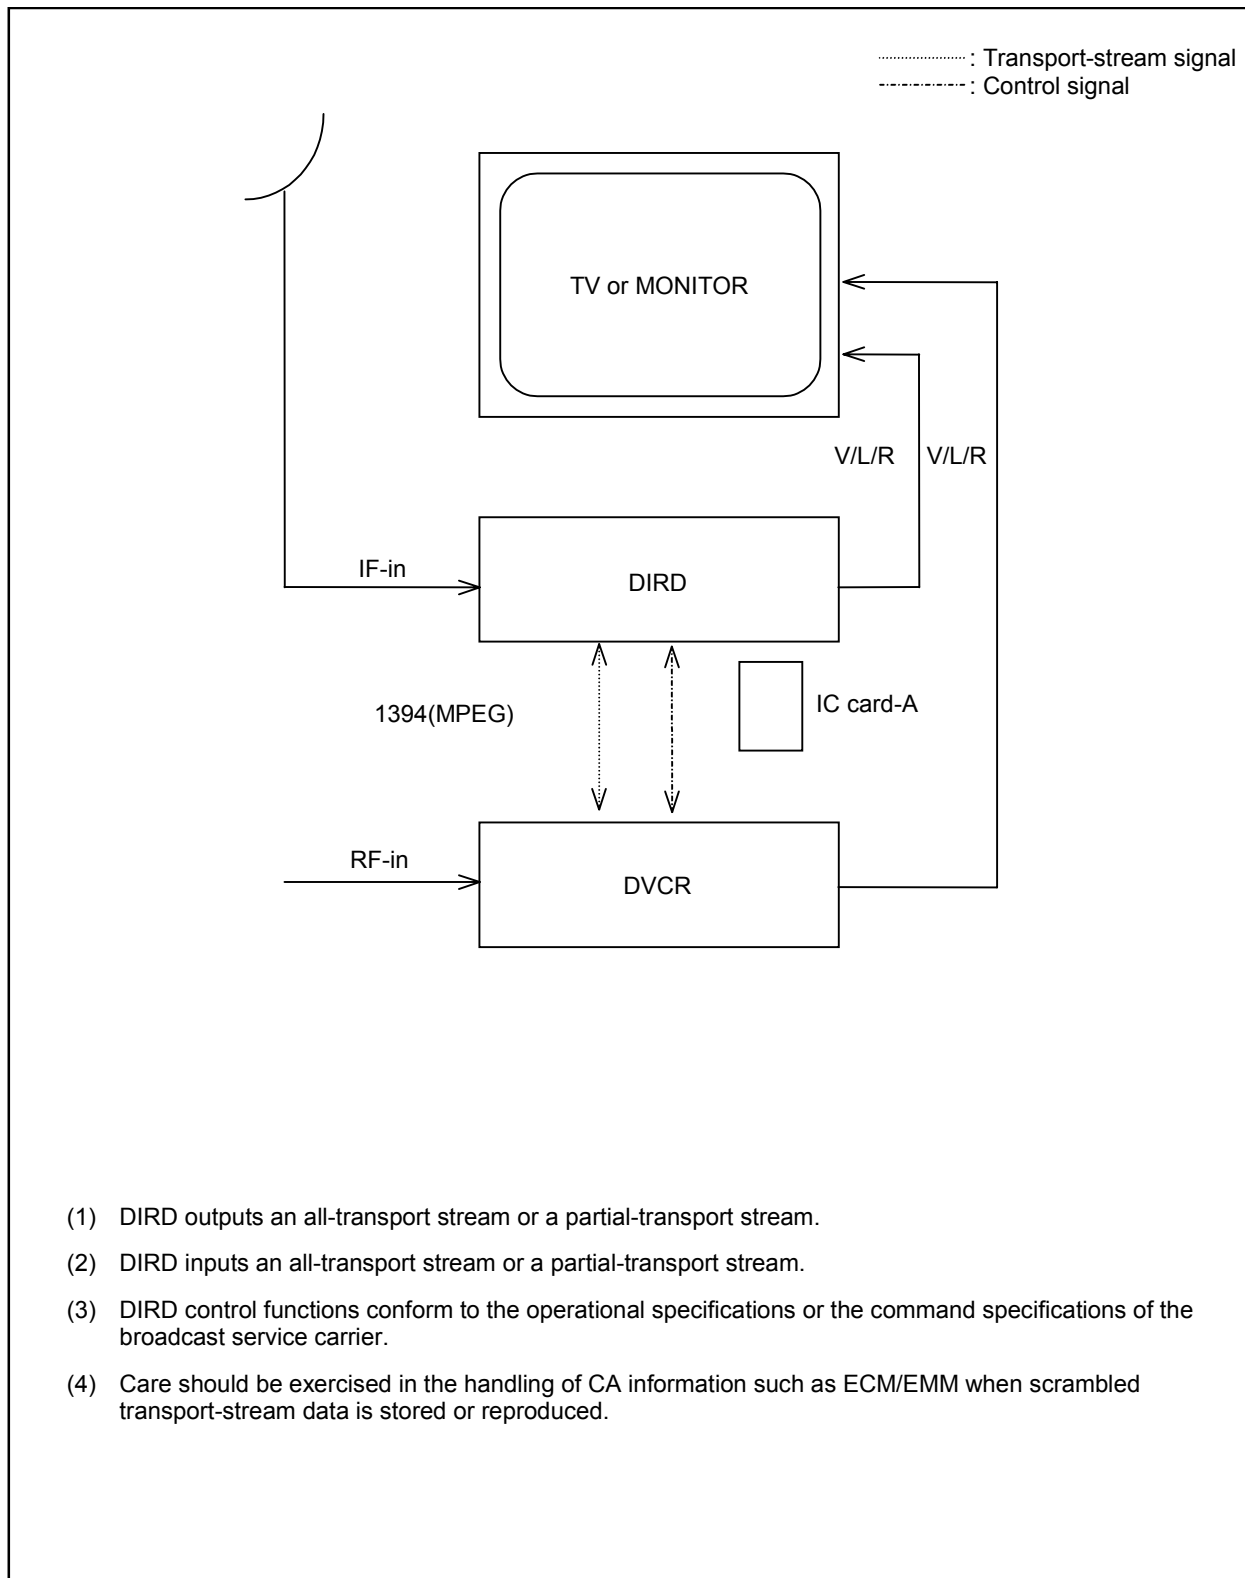 : Transport-stream signal
: Control signal
TV or MONITOR
V/L/R
V/L/R
IF-in
DIRD
1394(MPEG)
IC card-A
RF-in
DVCR
(1) DIRD outputs an all-transport stream or a partial-transport stream.
(2) DIRD inputs an all-transport stream or a partial-transport stream.
(3) DIRD control functions conform to the operational specifications or the command specifications of the
broadcast service carrier.
(4) Care should be exercised in the handling of CA information such as ECM/EMM when scrambled
transport-stream data is stored or reproduced.